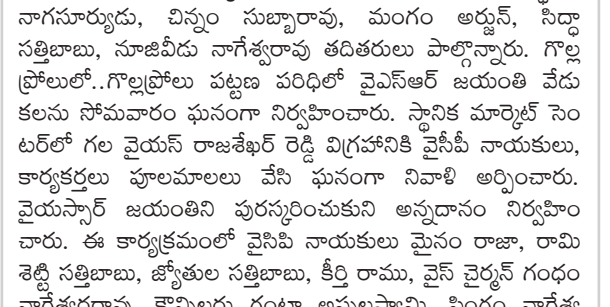 నాగసూర్యుడు, చిన్నం సుబ్బారావు, మంగం అర్జున్, సిద్ధా
సత్తిబాబు, నూజివీడు నాగేశ్వరావు తదితరులు పాల్గొన్నారు. గొల్ల
ప్రోలులో..గొల్లప్రోలు పట్టణ పరిధిలో వైఎస్ఆర్ జయంతి వేడు
కలను సోమవారం ఘనంగా నిర్వహించారు. స్థానిక మార్కెట్ సెం
టర్‌లో గల వైయస్ రాజశేఖర్ రెడ్డి విగ్రహానికి వైసీపీ నాయకులు,
కార్యకర్తలు పూలమాలలు వేసి ఘనంగా నివాళి అర్పించారు.
వైయస్సార్ జయంతిని పురస్కరించుకుని అన్నదానం నిర్వహిం
చారు. ఈ కార్యక్రమంలో వైసిపి నాయకులు మైనం రాజా, రామి
శెట్టి సత్తిబాబు, జ్యోతుల సత్తిబాబు, కీర్తి రాము, వైస్ చైర్మన్ గంధం